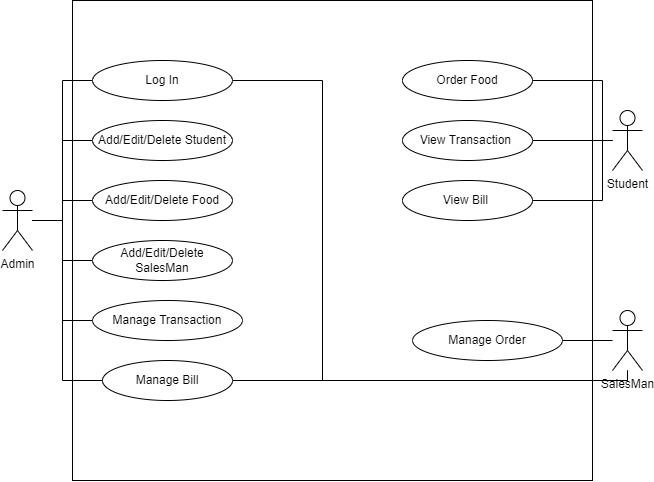 Log In
Order Food
Add/Edit/Delete Student
View Transaction
Student
Add/Edit/Delete Food
View Bill
Admin
Add/Edit/Delete
SalesMan
Manage Transaction
Manage Order
Manage Bill
SalesMan